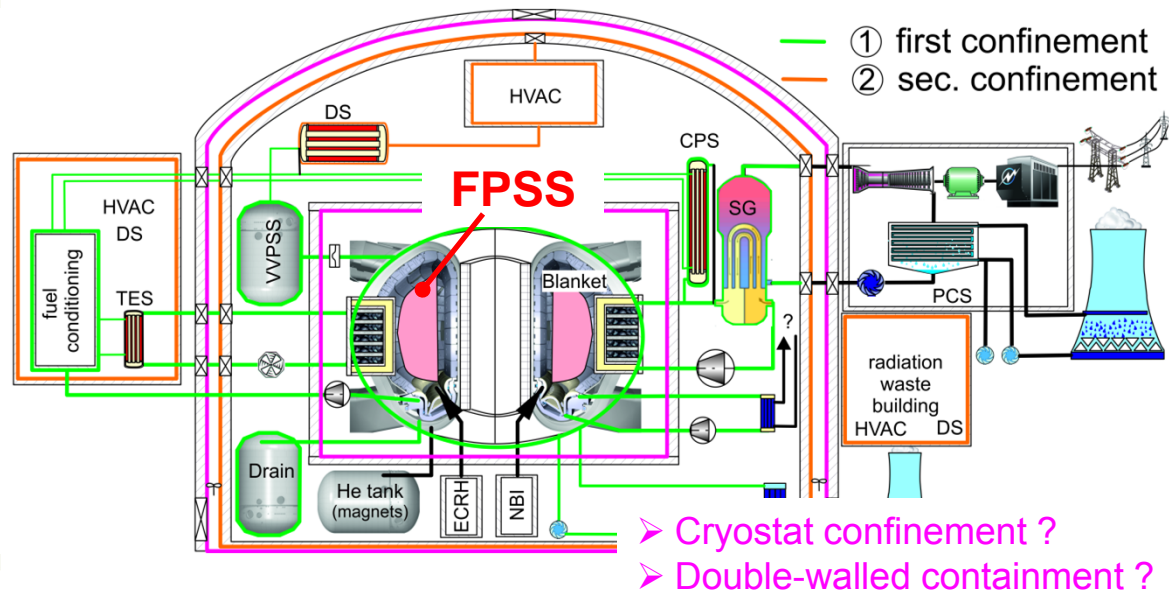 ① first confinement
② sec. confinement
HVAC
DS
CPS
FPSS
HVAC
DS
VVPSS
SG
Blanket
fuel
conditioning
TES
PCS
?
radiation
waste
building
HVAC DS
Drain
He tank
(magnets)
ECRH
NBI
➢ Cryostat confinement ?
➢ Double-walled containment ?